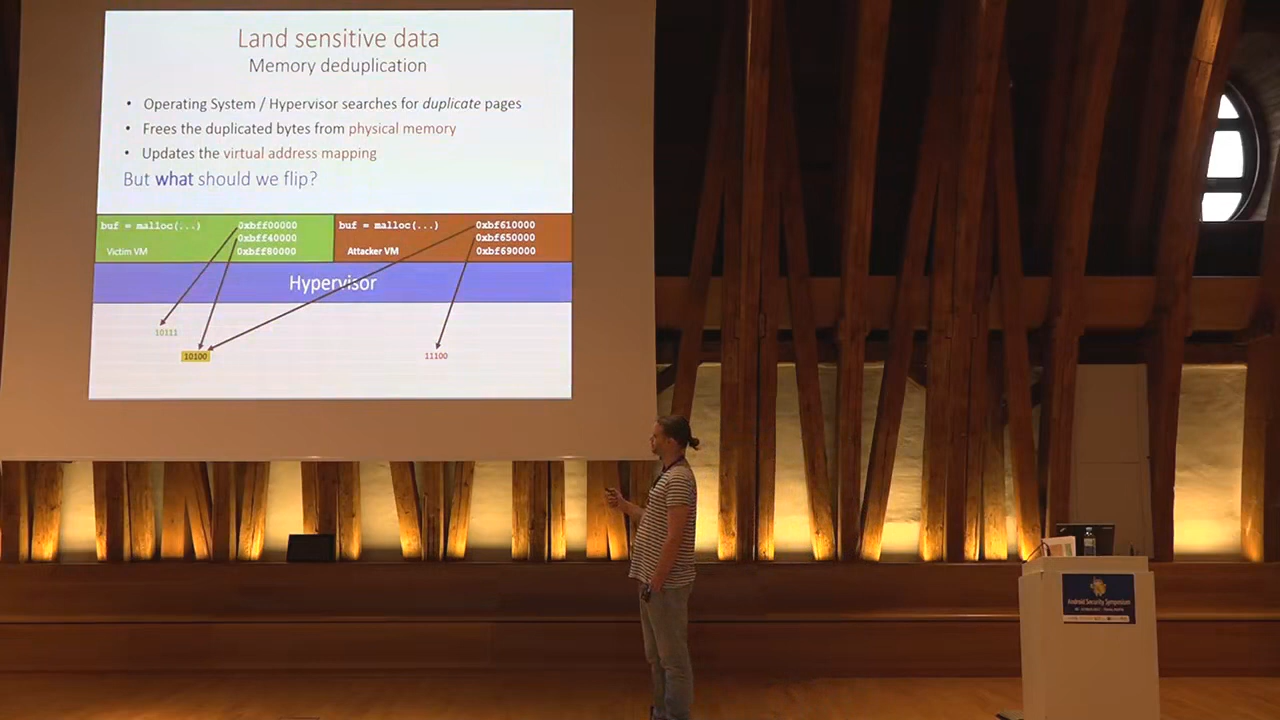 Land sensitive data
Memory deduplication
• Operating System / Hypervisor searches for duplicate pages
• Frees the duplicated bytes from physical memory
• Updates the virtual address mapping
But what should we flip?
buf = malloc(...) 0xbff00000
0xbff40000
Victim VM 0xbff80000
buf = malloc(...) 0xbf610000
0xbf650000
Attacker VM 0xbf690000
Hypervisor
10111
10100
11100
Android Security Symposium